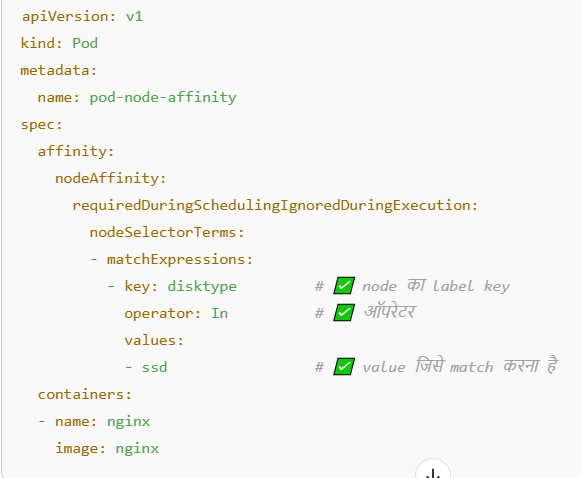 apiVersion: v1
kind: Pod
metadata:
  name: pod-node-affinity
spec:
  affinity:
    nodeAffinity:
      requiredDuringSchedulingIgnoredDuringExecution:
        nodeSelectorTerms:
        - matchExpressions:
          - key: disktype         # ✅ node का label key
            operator: In          # ✅ ऑपरेटर
            values:
            - ssd                 # ✅ value जिसे match करना है
  containers:
  - name: nginx
    image: nginx